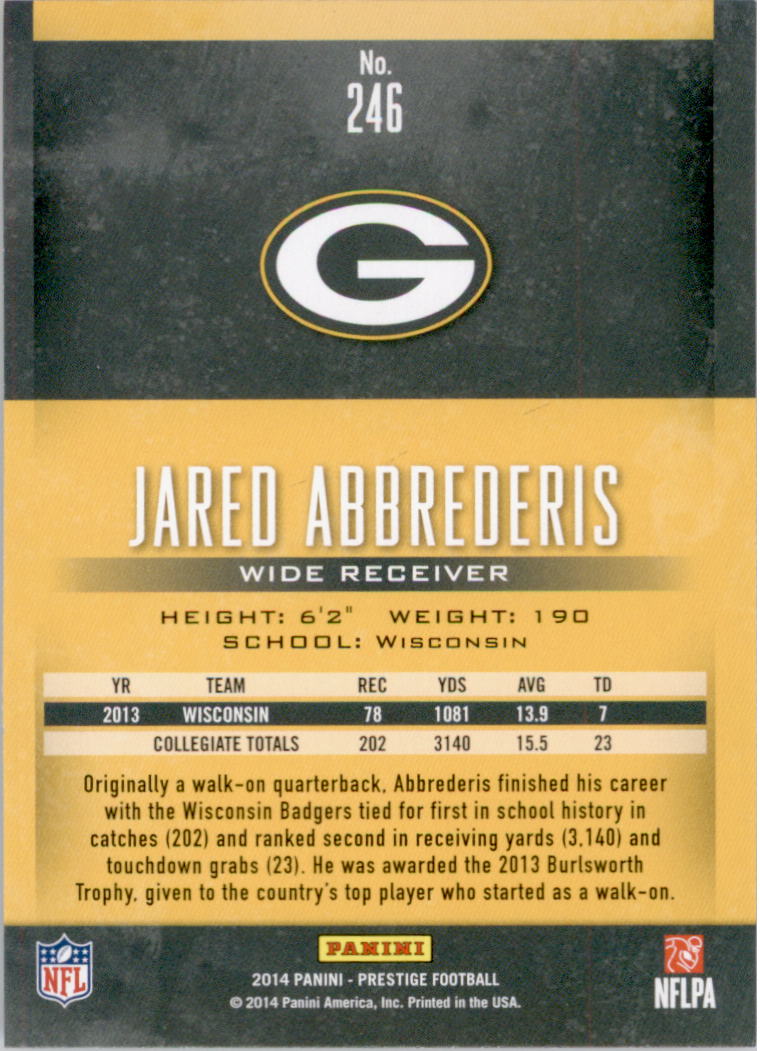 No.
246
G
JARED ABBREDERIS
WIDE RECEIVER
HEIGHT: 6'2" WEIGHT: 190
SCHOOL: WISCONSIN
YR TEAM REC YDS AVG TD
2013 WISCONSIN 78 1081 13.9 7
COLLEGIATE TOTALS 202 3140 15.5 23
Originally a walk-on quarterback, Abbrederis finished his career
with the Wisconsin Badgers tied for first in school history in
catches (202) and ranked second in receiving yards (3,140) and
touchdown grabs (23). He was awarded the 2013 Burlsworth
Trophy, given to the country's top player who started as a walk-on.
PANINI
NFL
2014 PANINI - PRESTIGE FOOTBALL
© 2014 Panini America, Inc. Printed in the USA.
NFLPA